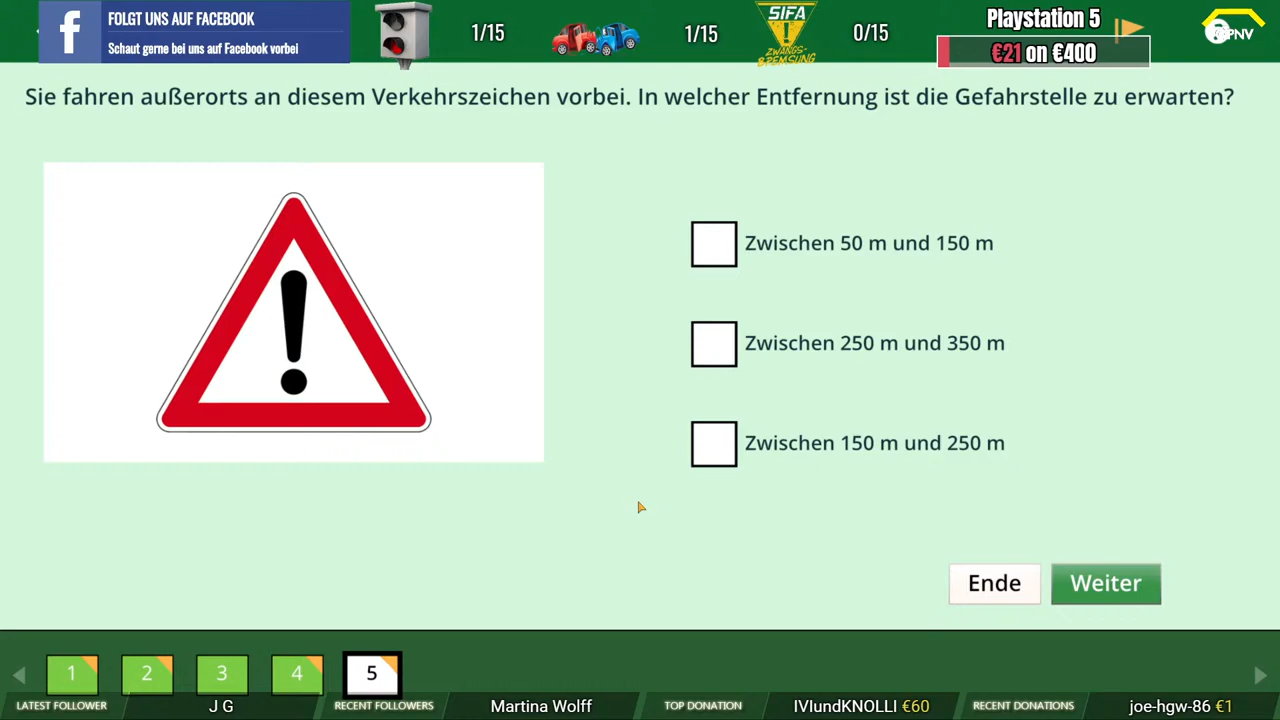 FOLGT UNS AUF FACEBOOK
Schaut gerne bei uns auf Facebook vorbei
1/15
1/15
SIFA
ZWANGS-
BREMSUNG
0/15
Playstation 5
€21 on €400
Sie fahren außerorts an diesem Verkehrszeichen vorbei. In welcher Entfernung ist die Gefahrstelle zu erwarten?
Zwischen 50 m und 150 m
Zwischen 250 m und 350 m
Zwischen 150 m und 250 m
Ende
Weiter
1 2 3 4 5
LATEST FOLLOWER J G RECENT FOLLOWERS Martina Wolff TOP DONATION IVIundKNOLLI €60 RECENT DONATIONS joe-hgw-86 €1